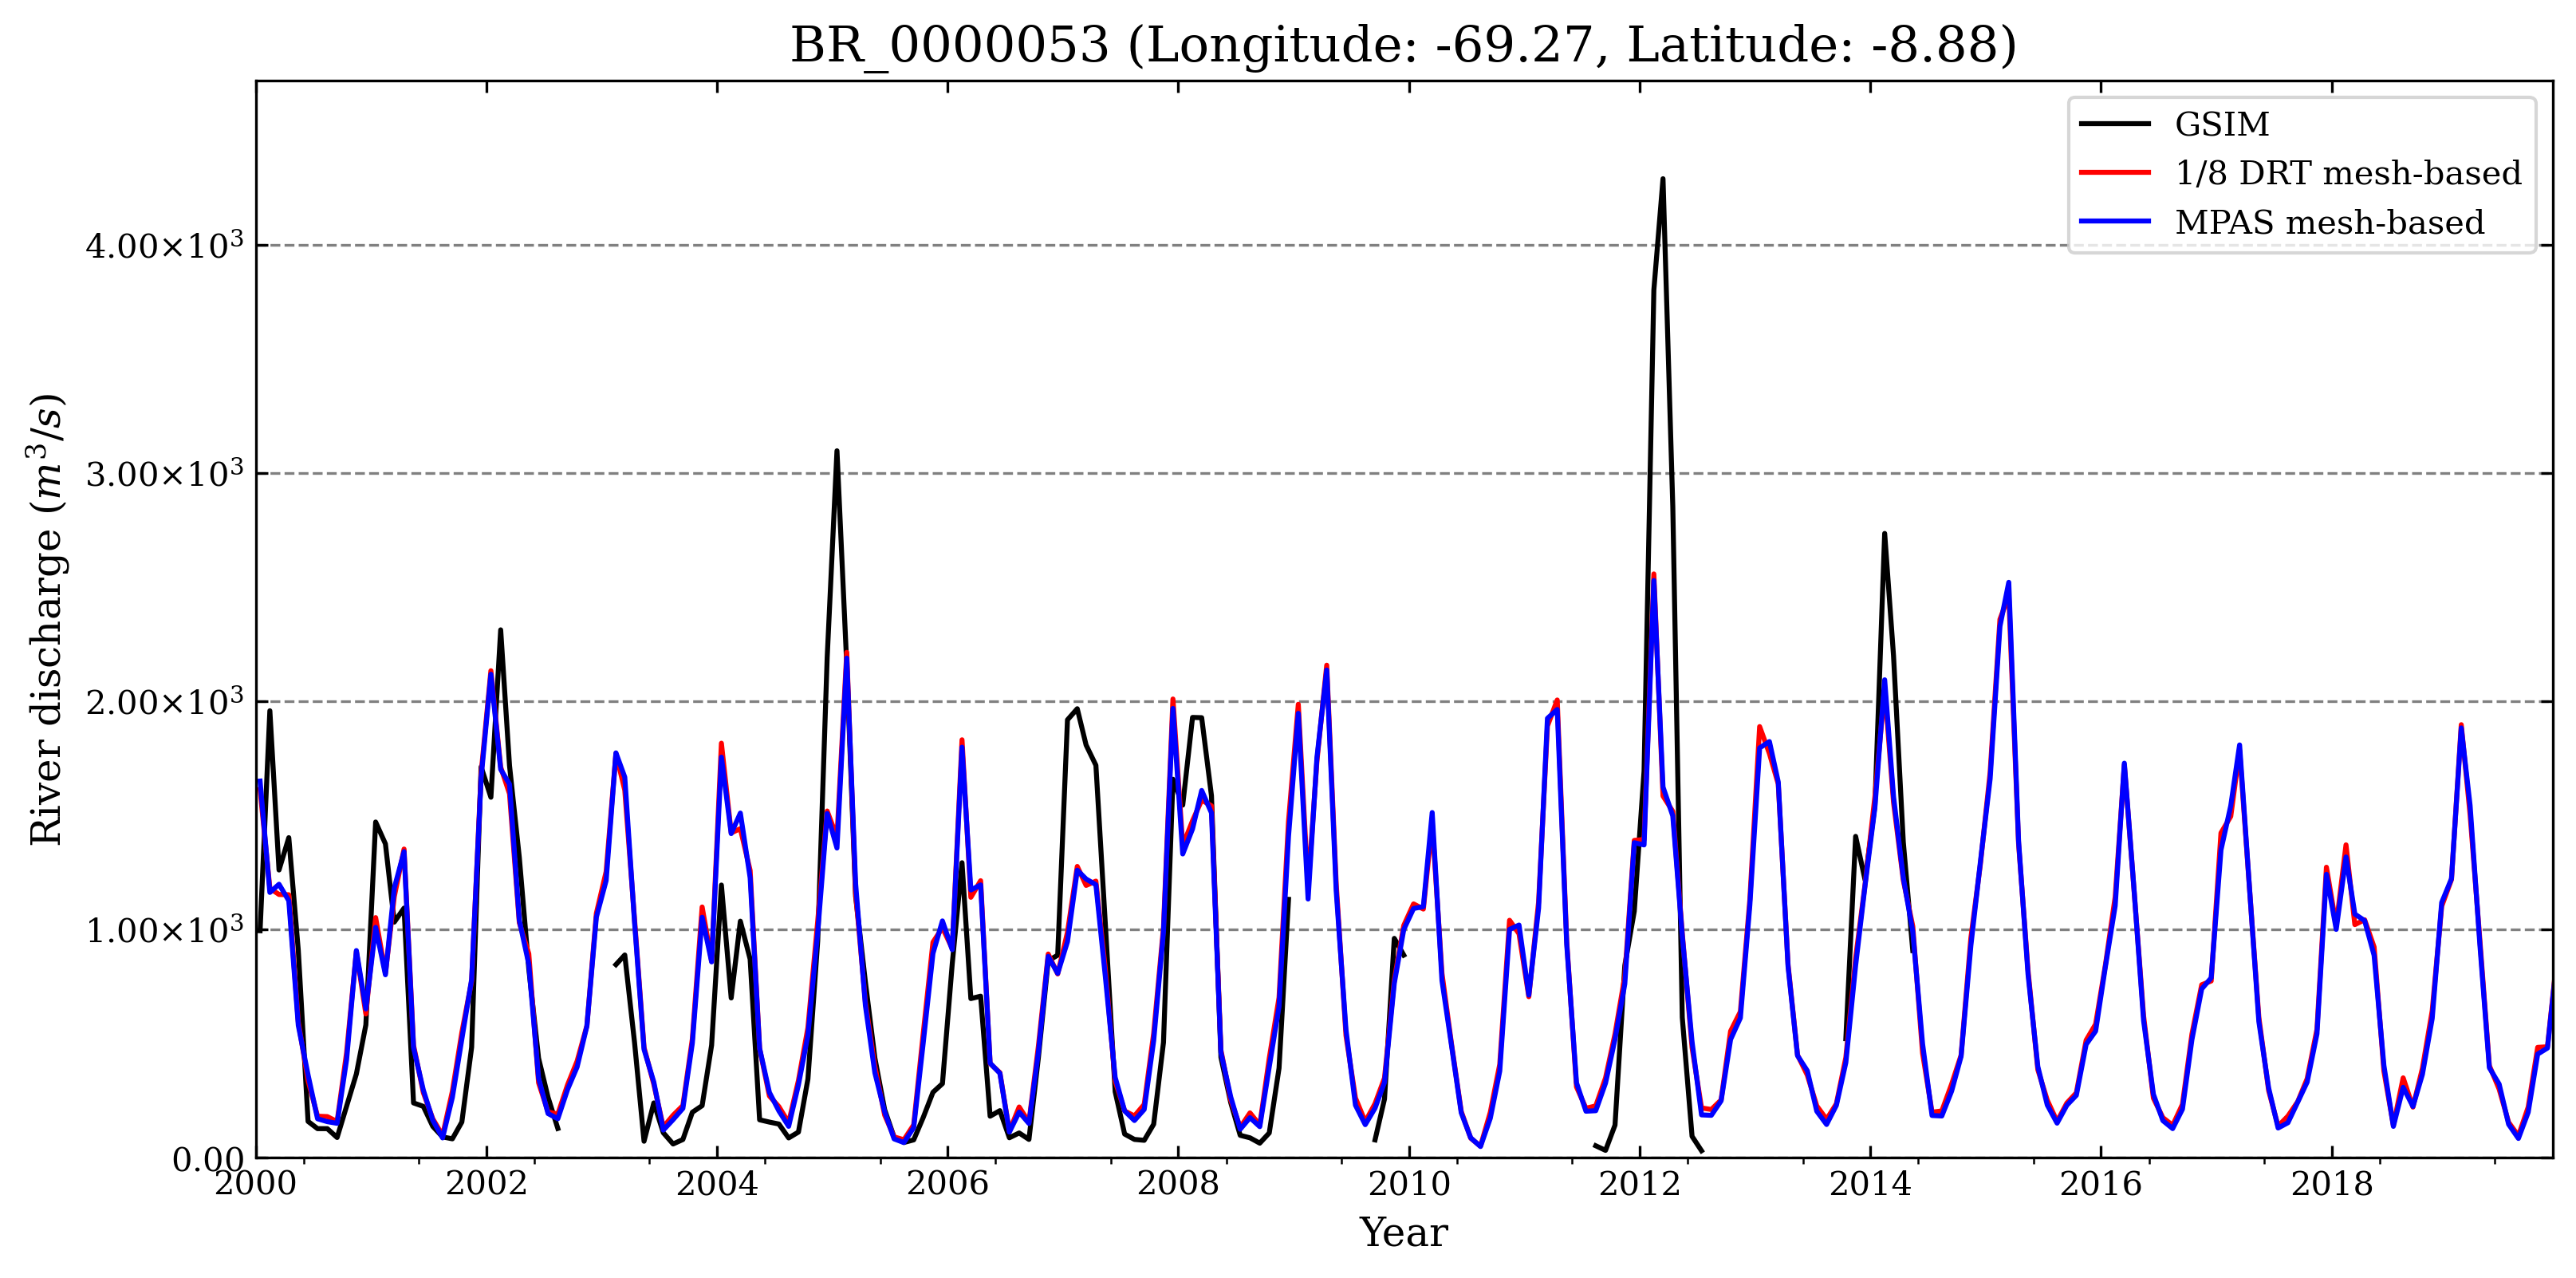 BR_0000053 (Longitude: -69.27, Latitude: -8.88)
GSIM
1/8 DRT mesh-based
MPAS mesh-based
River discharge (m³/s)
4.00×10³
3.00×10³
2.00×10³
1.00×10³
0.00
2000 2002 2004 2006 2008 2010 2012 2014 2016 2018
Year